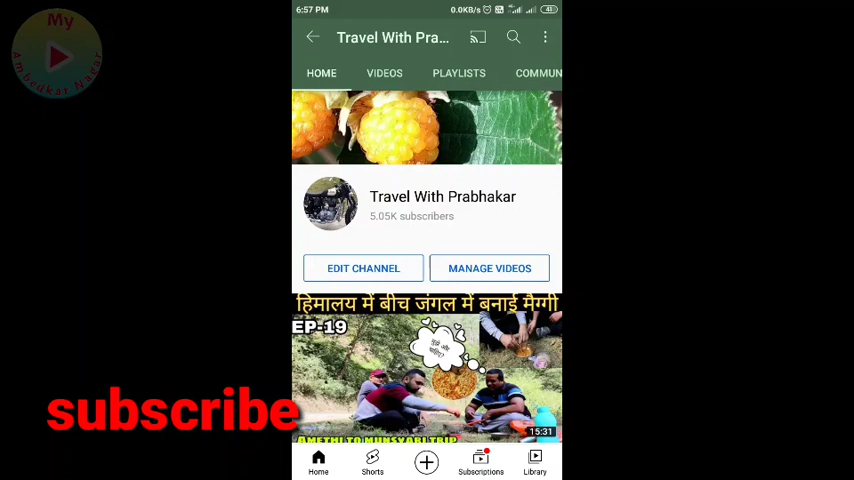 My
Ambedkar Nagar
6:57 PM
0.0KB/s
48
Travel With Pra...
HOME
VIDEOS
PLAYLISTS
COMMUN
Travel With Prabhakar
5.05K subscribers
EDIT CHANNEL
MANAGE VIDEOS
हिमालय में बीच जंगल में बनाई मैग्गी
EP-19
15:31
AMETHI TO MUNSYARI TRIP
subscribe
Home
Shorts
Subscriptions
Library